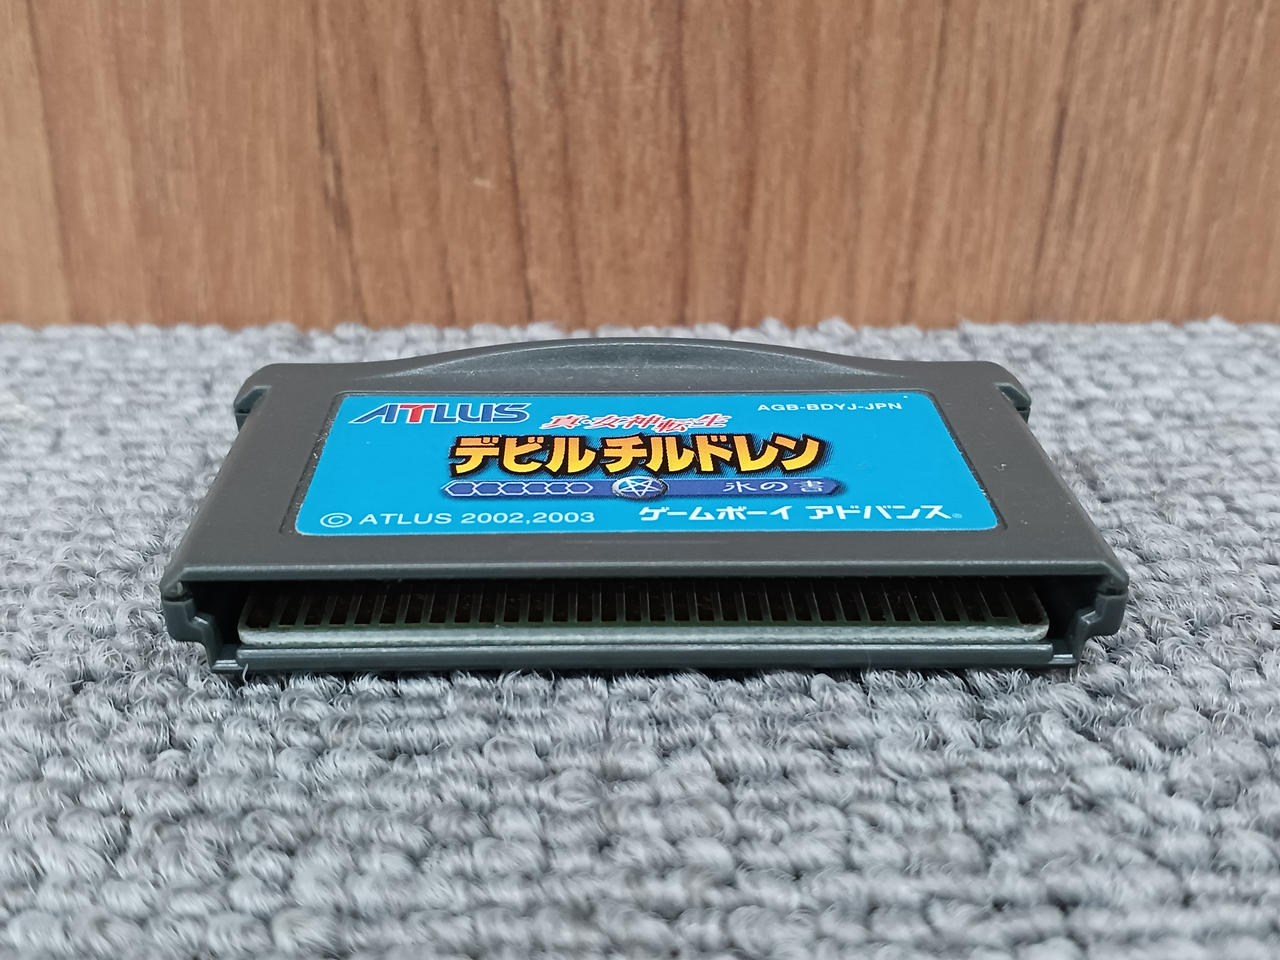 ATLUS
AGB-BDYJ-JPN
真・女神転生
デビルチルドレン
氷の書
© ATLUS 2002,2003
ゲームボーイ アドバンス®